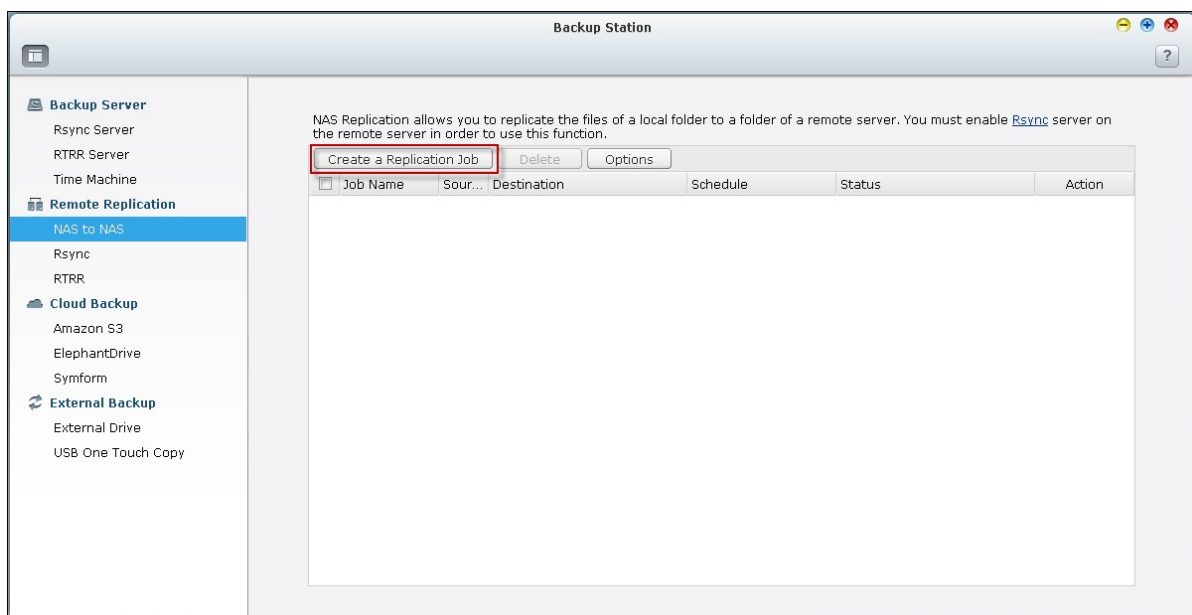 Backup Station
?
Backup Server
Rsync Server
RTRR Server
Time Machine
Remote Replication
NAS to NAS
Rsync
RTRR
Cloud Backup
Amazon S3
ElephantDrive
Symform
External Backup
External Drive
USB One Touch Copy
NAS Replication allows you to replicate the files of a local folder to a folder of a remote server. You must enable Rsync server on
the remote server in order to use this function.
Create a Replication Job Delete Options
Job Name Sour... Destination Schedule Status Action